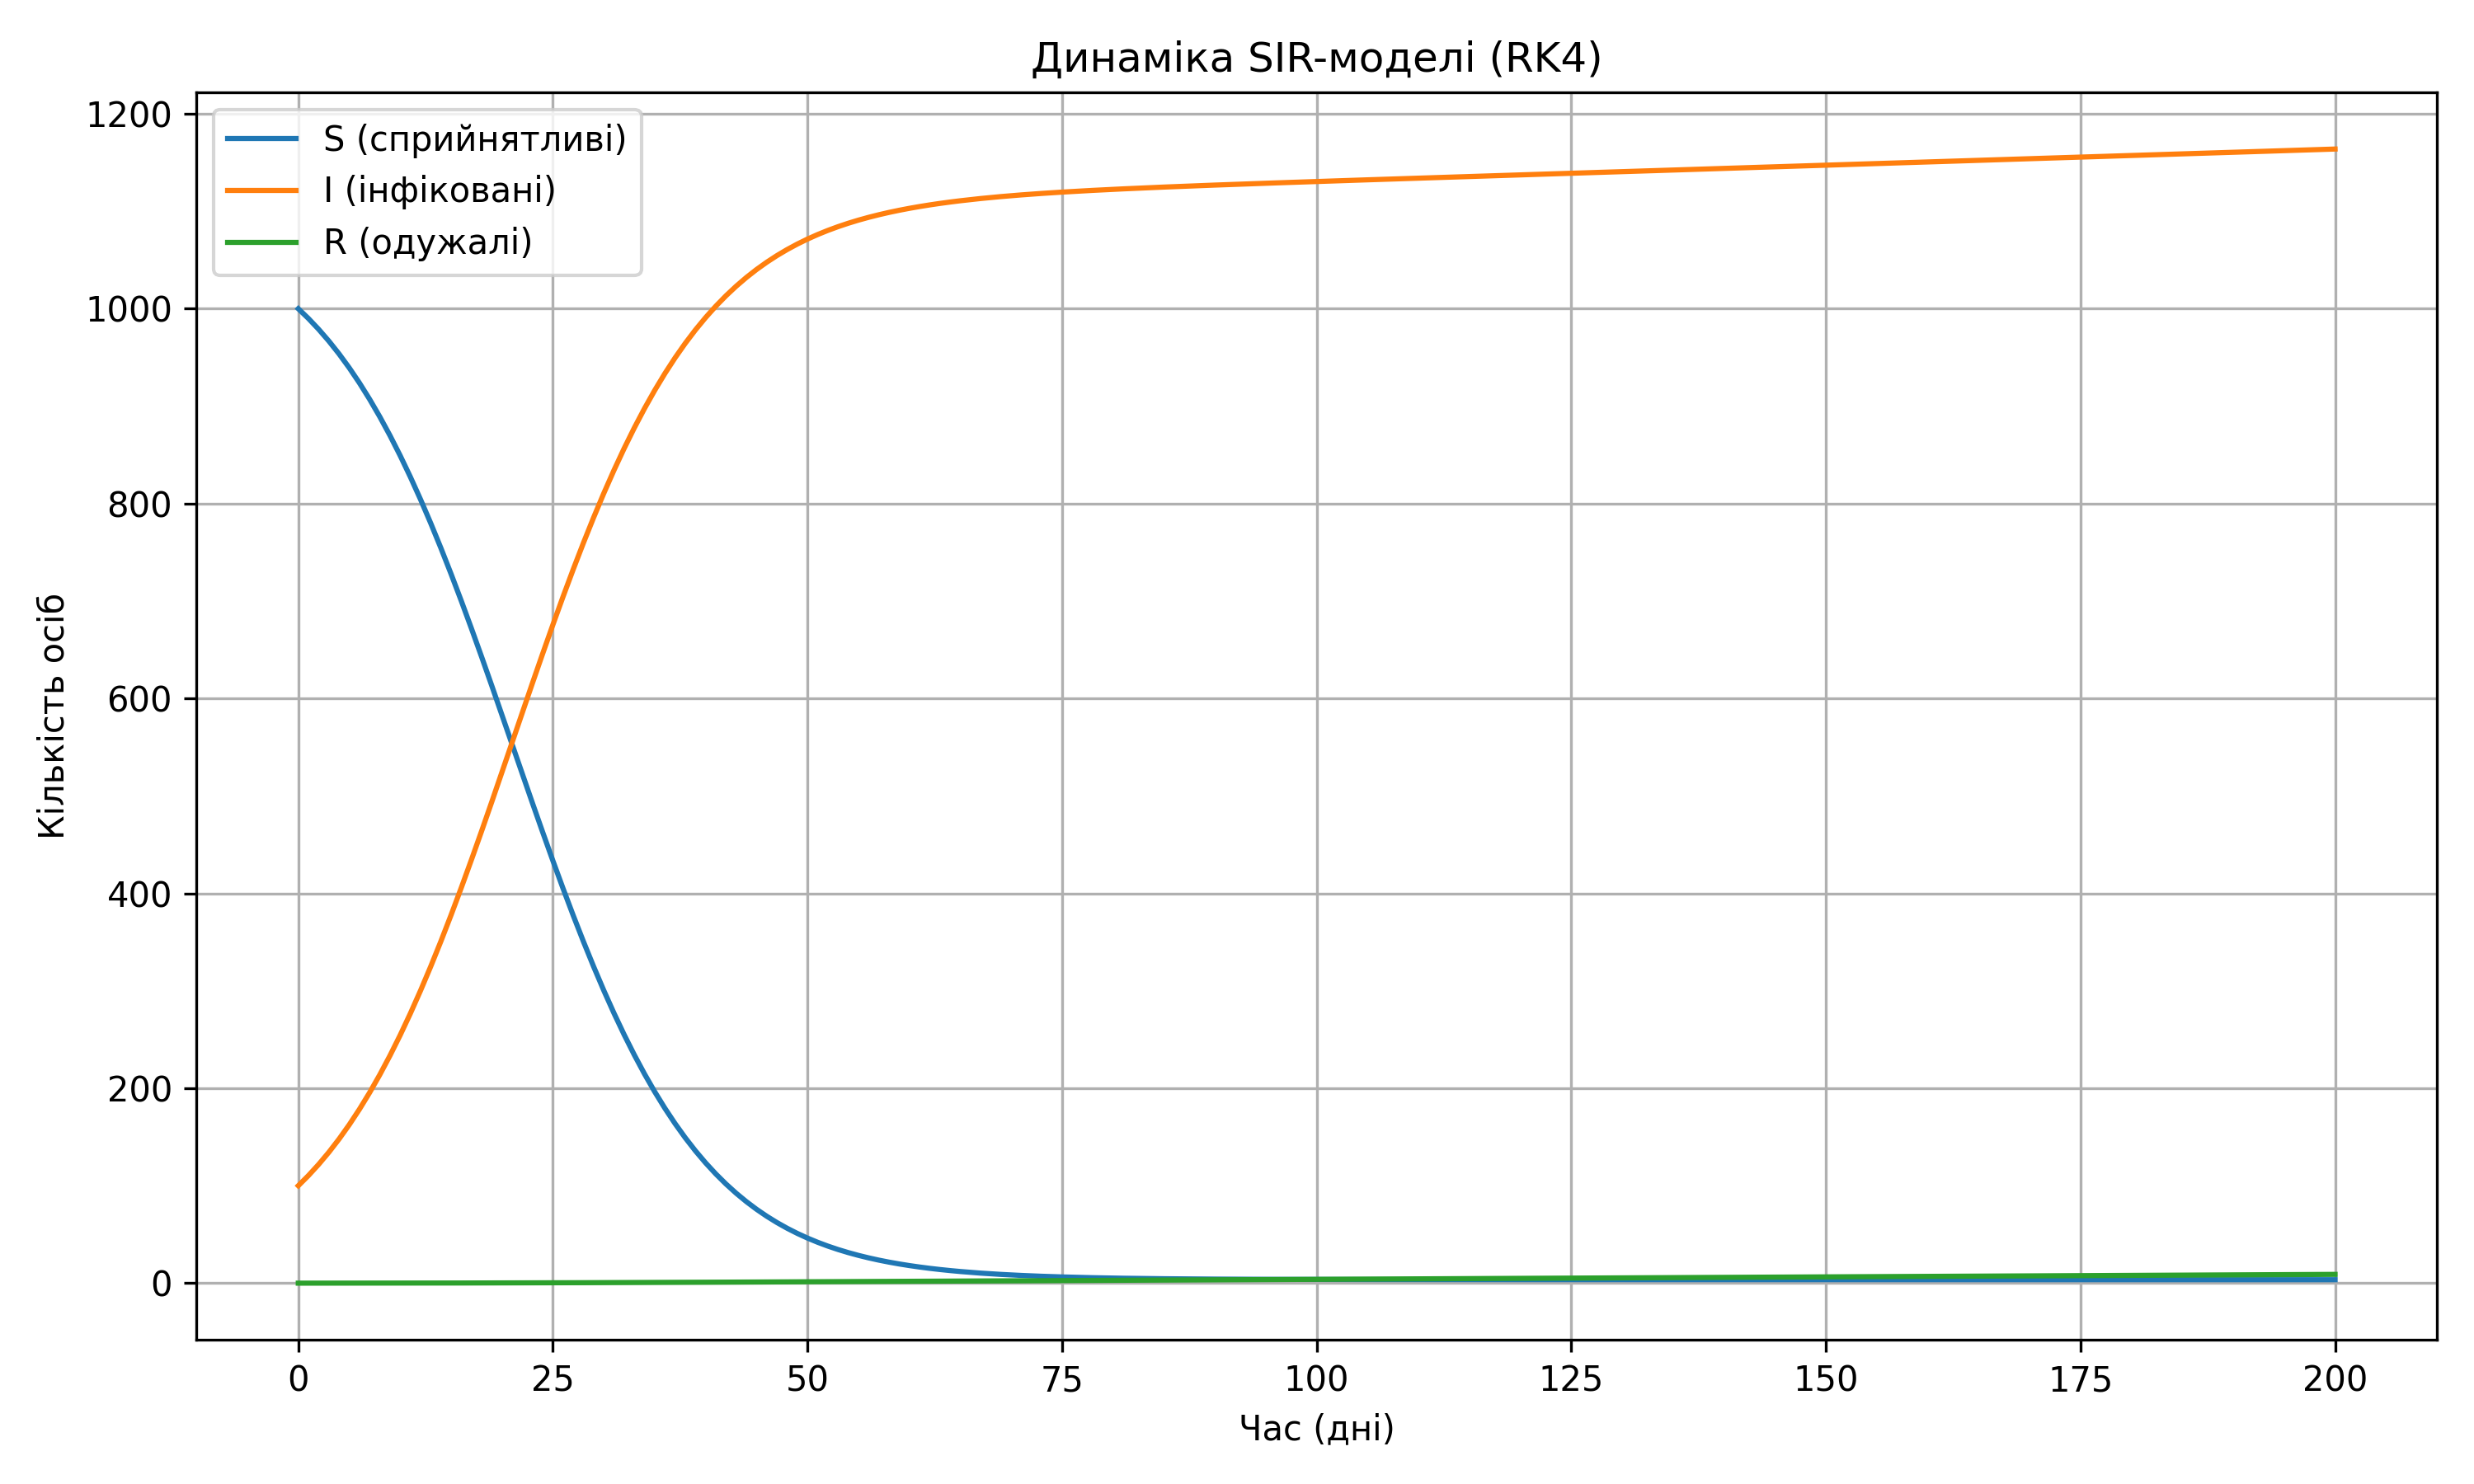 Динаміка SIR-моделі (RK4)
S (сприйнятливі)
I (інфіковані)
R (одужалі)
Кількість осіб
1200
1000
800
600
400
200
0
0 25 50 75 100 125 150 175 200
Час (дні)